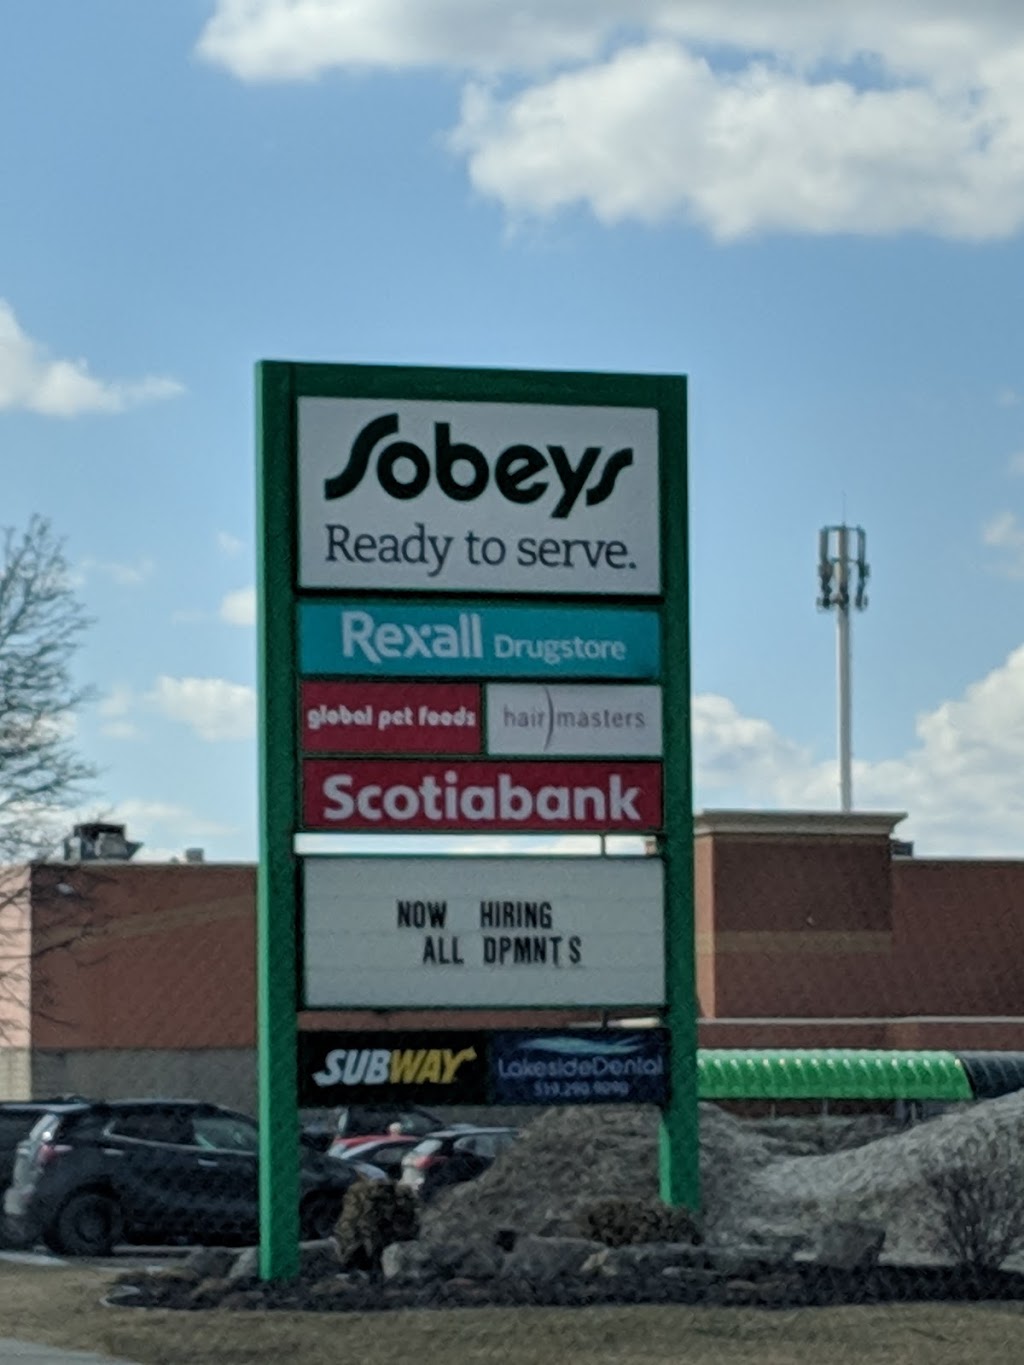 Sobeys
Ready to serve.
Rexall Drugstore
global pet foods
hair masters
Scotiabank
NOW HIRING
ALL DPMNTS
SUBWAY
LakesideDental